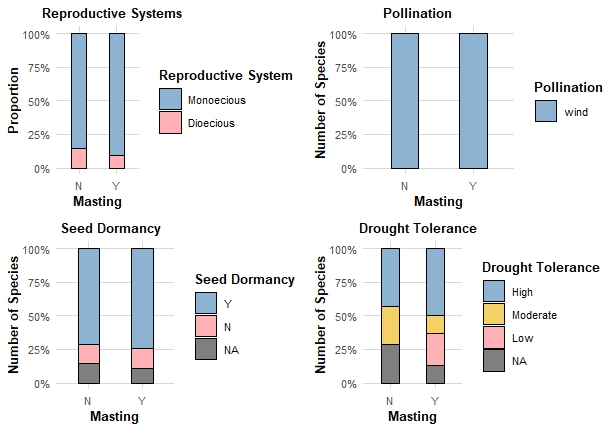 Reproductive Systems
Proportion
100%
75%
50%
25%
0%
N Y
Masting
Reproductive System
Monoecious
Dioecious
Pollination
Number of Species
100%
75%
50%
25%
0%
N Y
Masting
Pollination
wind
Seed Dormancy
Number of Species
100%
75%
50%
25%
0%
N Y
Masting
Seed Dormancy
Y
N
NA
Drought Tolerance
Number of Species
100%
75%
50%
25%
0%
N Y
Masting
Drought Tolerance
High
Moderate
Low
NA